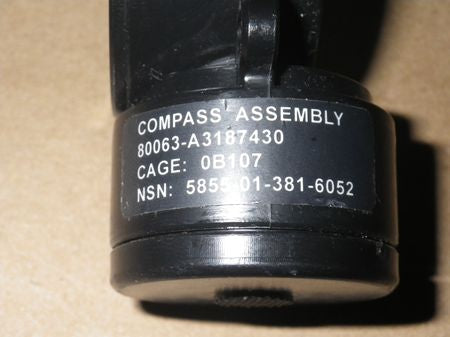 COMPASS ASSEMBLY
80063-A3187430
CAGE: 0B107
NSN: 5855-01-381-6052